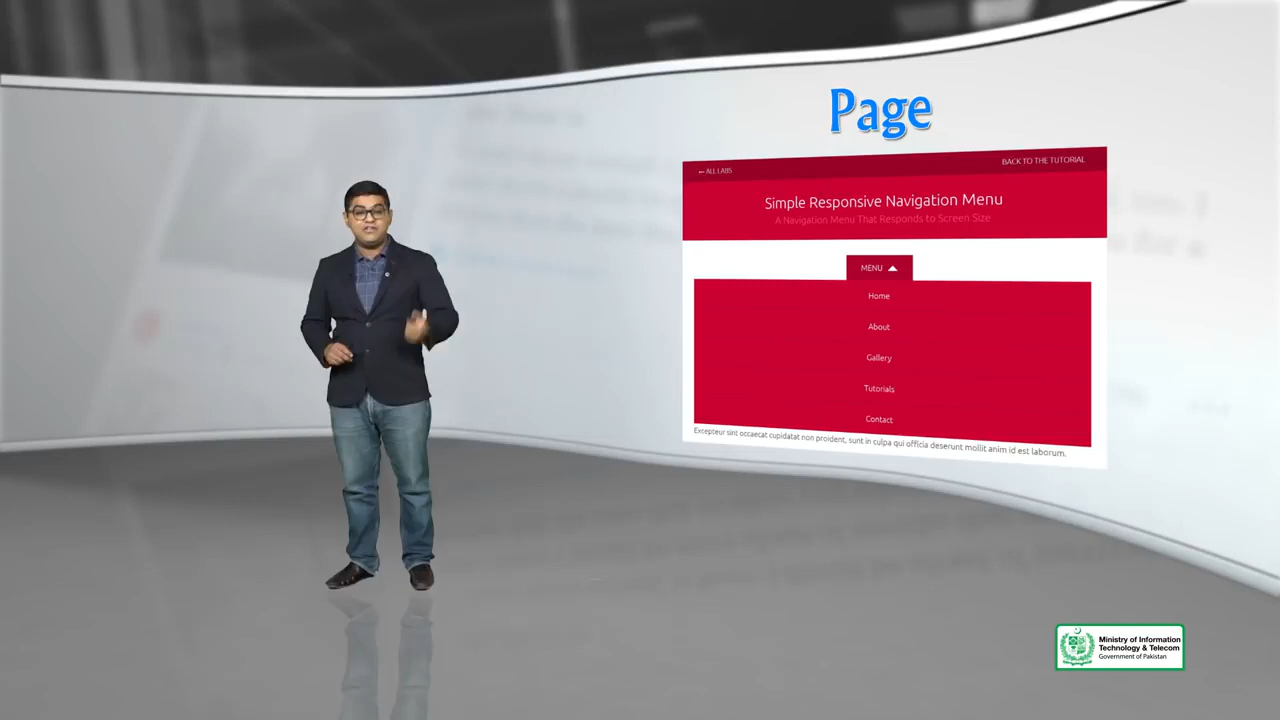 Page
← ALL LABS
BACK TO THE TUTORIAL
Simple Responsive Navigation Menu
A Navigation Menu That Responds to Screen Size
MENU
Home
About
Gallery
Tutorials
Contact
Excepteur sint occaecat cupidatat non proident, sunt in culpa qui officia deserunt mollit anim id est laborum.
Ministry of Information
Technology & Telecom
Government of Pakistan